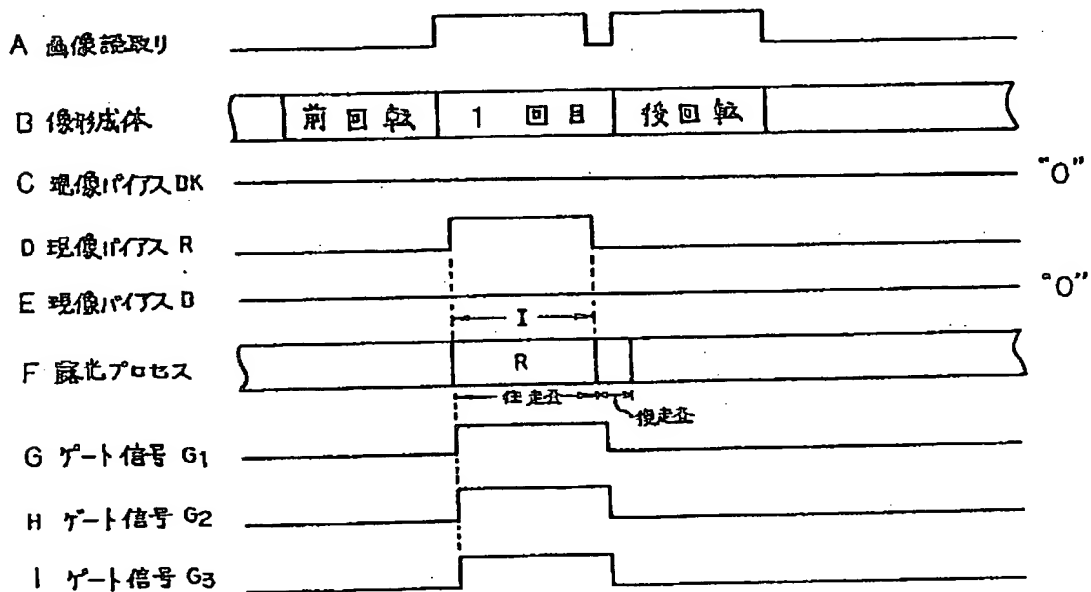 A 画像読取り
B 像形成体
前回転
1 回目
後回転
C 現像バイアス BK
"0"
D 現像バイアス R
E 現像バイアス B
"0"
I
F 露光プロセス
R
往走査
復走査
G ゲート信号 G1
H ゲート信号 G2
I ゲート信号 G3